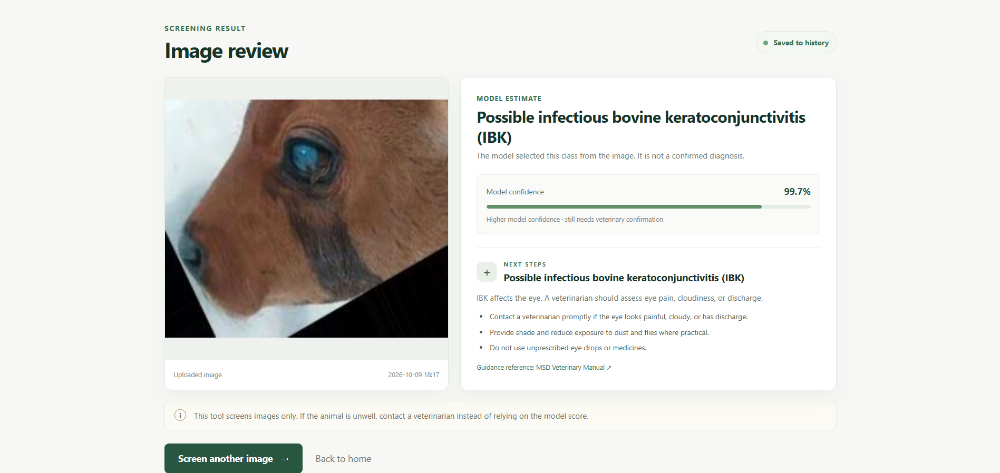 SCREENING RESULT
Image review
Saved to history
Uploaded image
2026-10-09 18:17
MODEL ESTIMATE
Possible infectious bovine keratoconjunctivitis
(IBK)
The model selected this class from the image. It is not a confirmed diagnosis.
Model confidence
99.7%
Higher model confidence · still needs veterinary confirmation.
+
NEXT STEPS
Possible infectious bovine keratoconjunctivitis (IBK)
IBK affects the eye. A veterinarian should assess eye pain, cloudiness, or discharge.
• Contact a veterinarian promptly if the eye looks painful, cloudy, or has discharge.
• Provide shade and reduce exposure to dust and flies where practical.
• Do not use unprescribed eye drops or medicines.
Guidance reference: MSD Veterinary Manual ↗
i
This tool screens images only. If the animal is unwell, contact a veterinarian instead of relying on the model score.
Screen another image →
Back to home